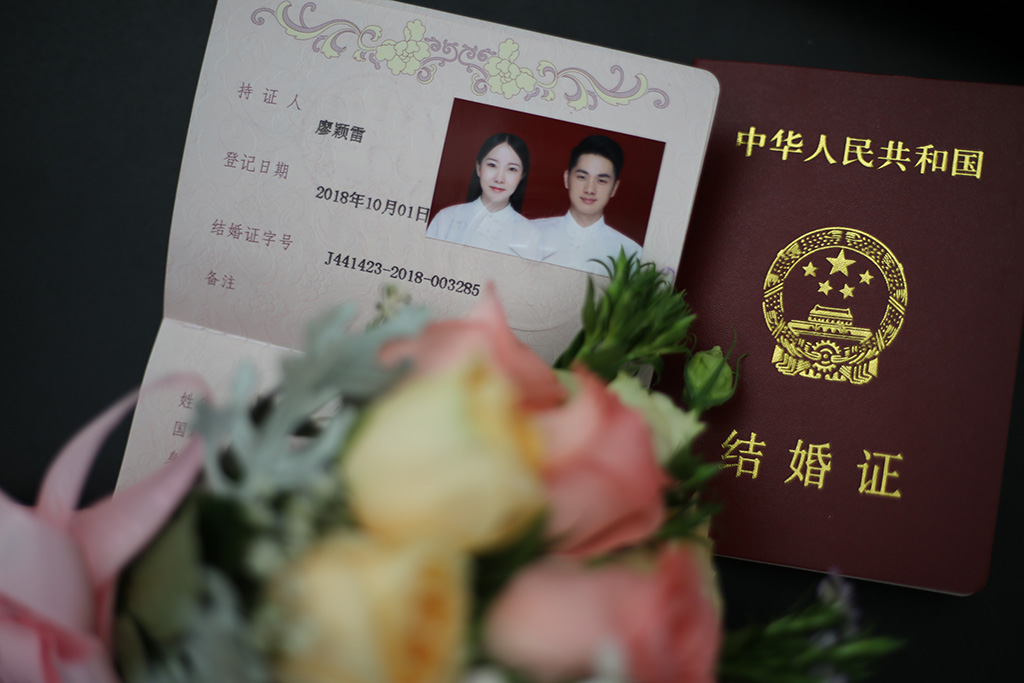 持证人
廖颖雷
登记日期
2018年10月01日
结婚证字号
J441423-2018-003285
备注
姓
国
中华人民共和国
结婚证